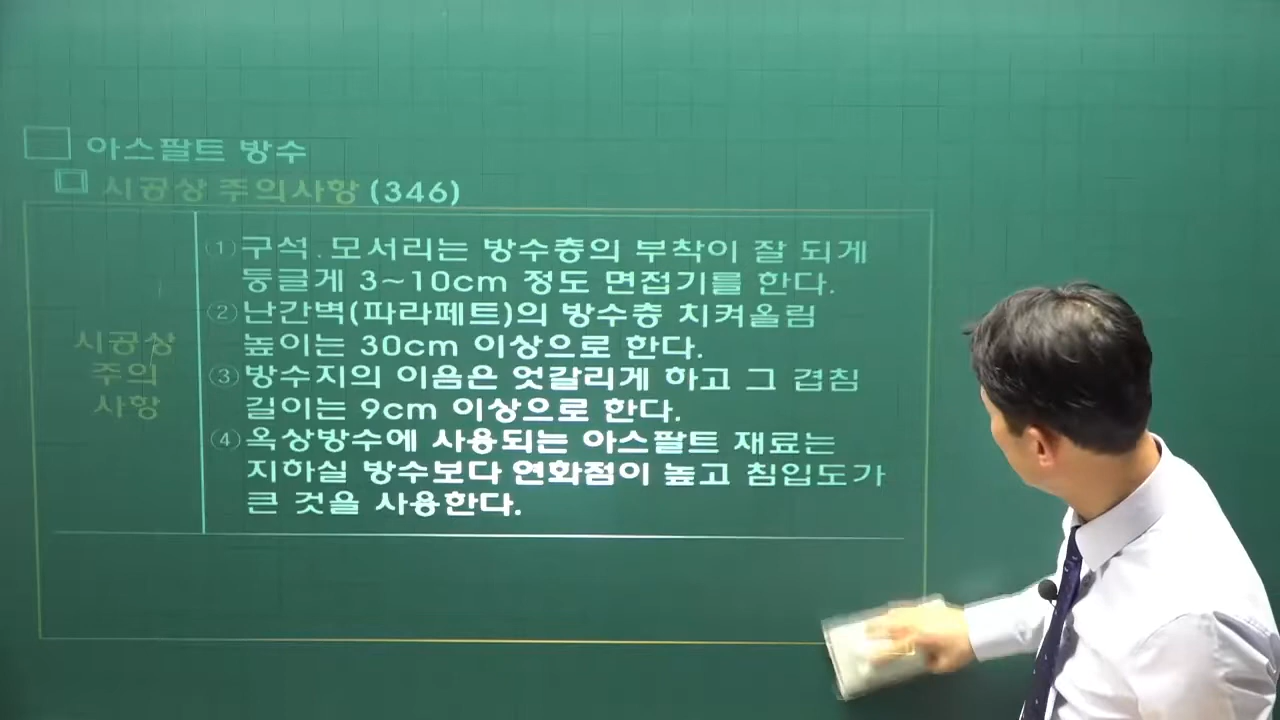 아스팔트 방수
시공상 주의사항 (346)
시공상
주의
사항
① 구석.모서리는 방수층의 부착이 잘 되게
둥글게 3~10cm 정도 면접기를 한다.
② 난간벽(파라페트)의 방수층 치켜올림
높이는 30cm 이상으로 한다.
③ 방수지의 이음은 엇갈리게 하고 그 겹침
길이는 9cm 이상으로 한다.
④ 옥상방수에 사용되는 아스팔트 재료는
지하실 방수보다 연화점이 높고 침입도가
큰 것을 사용한다.